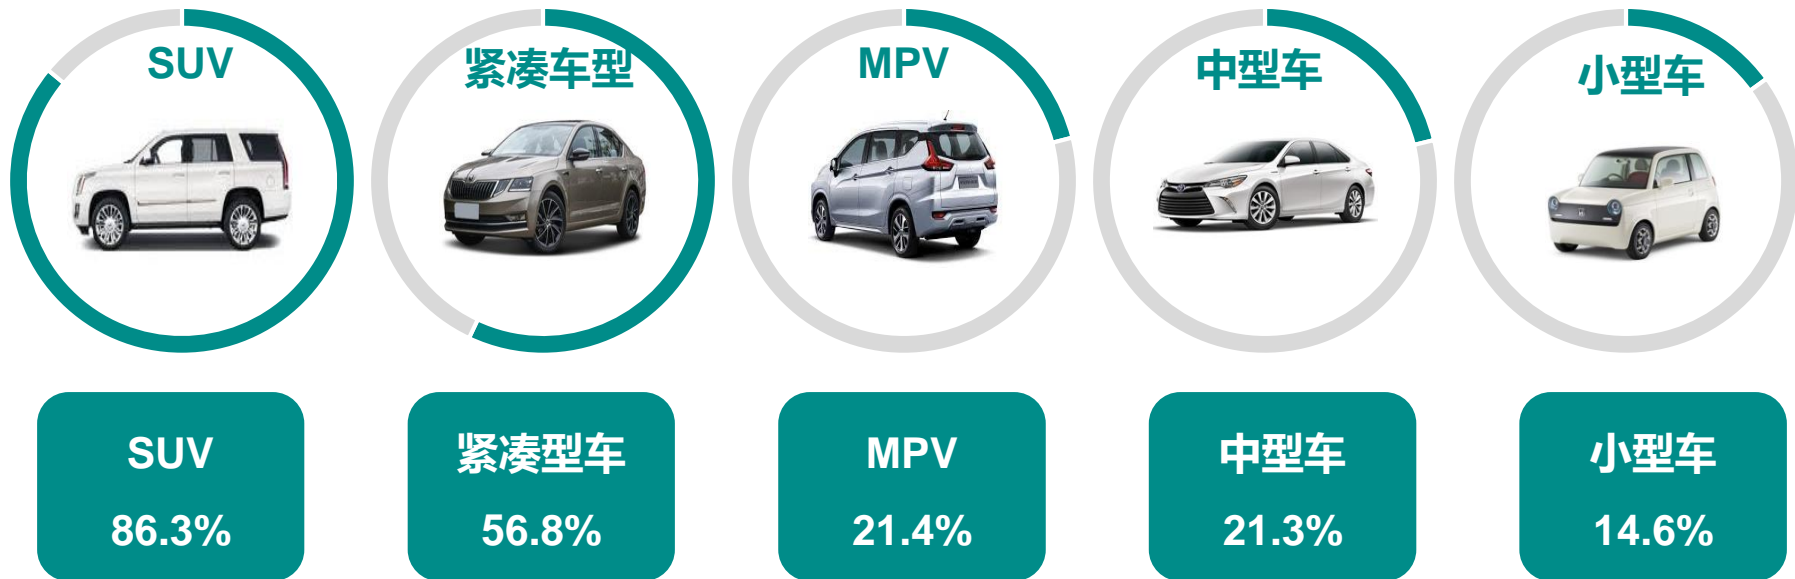 SUV
紧凑车型
MPV
中型车
小型车
SUV
86.3%
紧凑型车
56.8%
MPV
21.4%
中型车
21.3%
小型车
14.6%